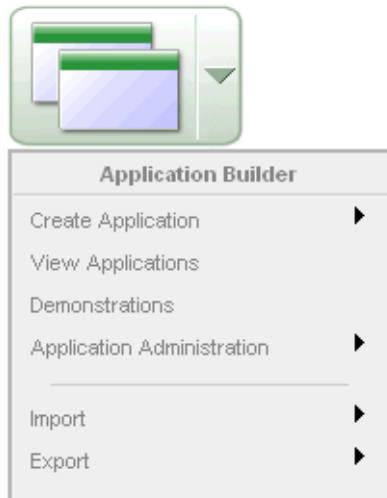 Application Builder
Create Application
View Applications
Demonstrations
Application Administration
Import
Export